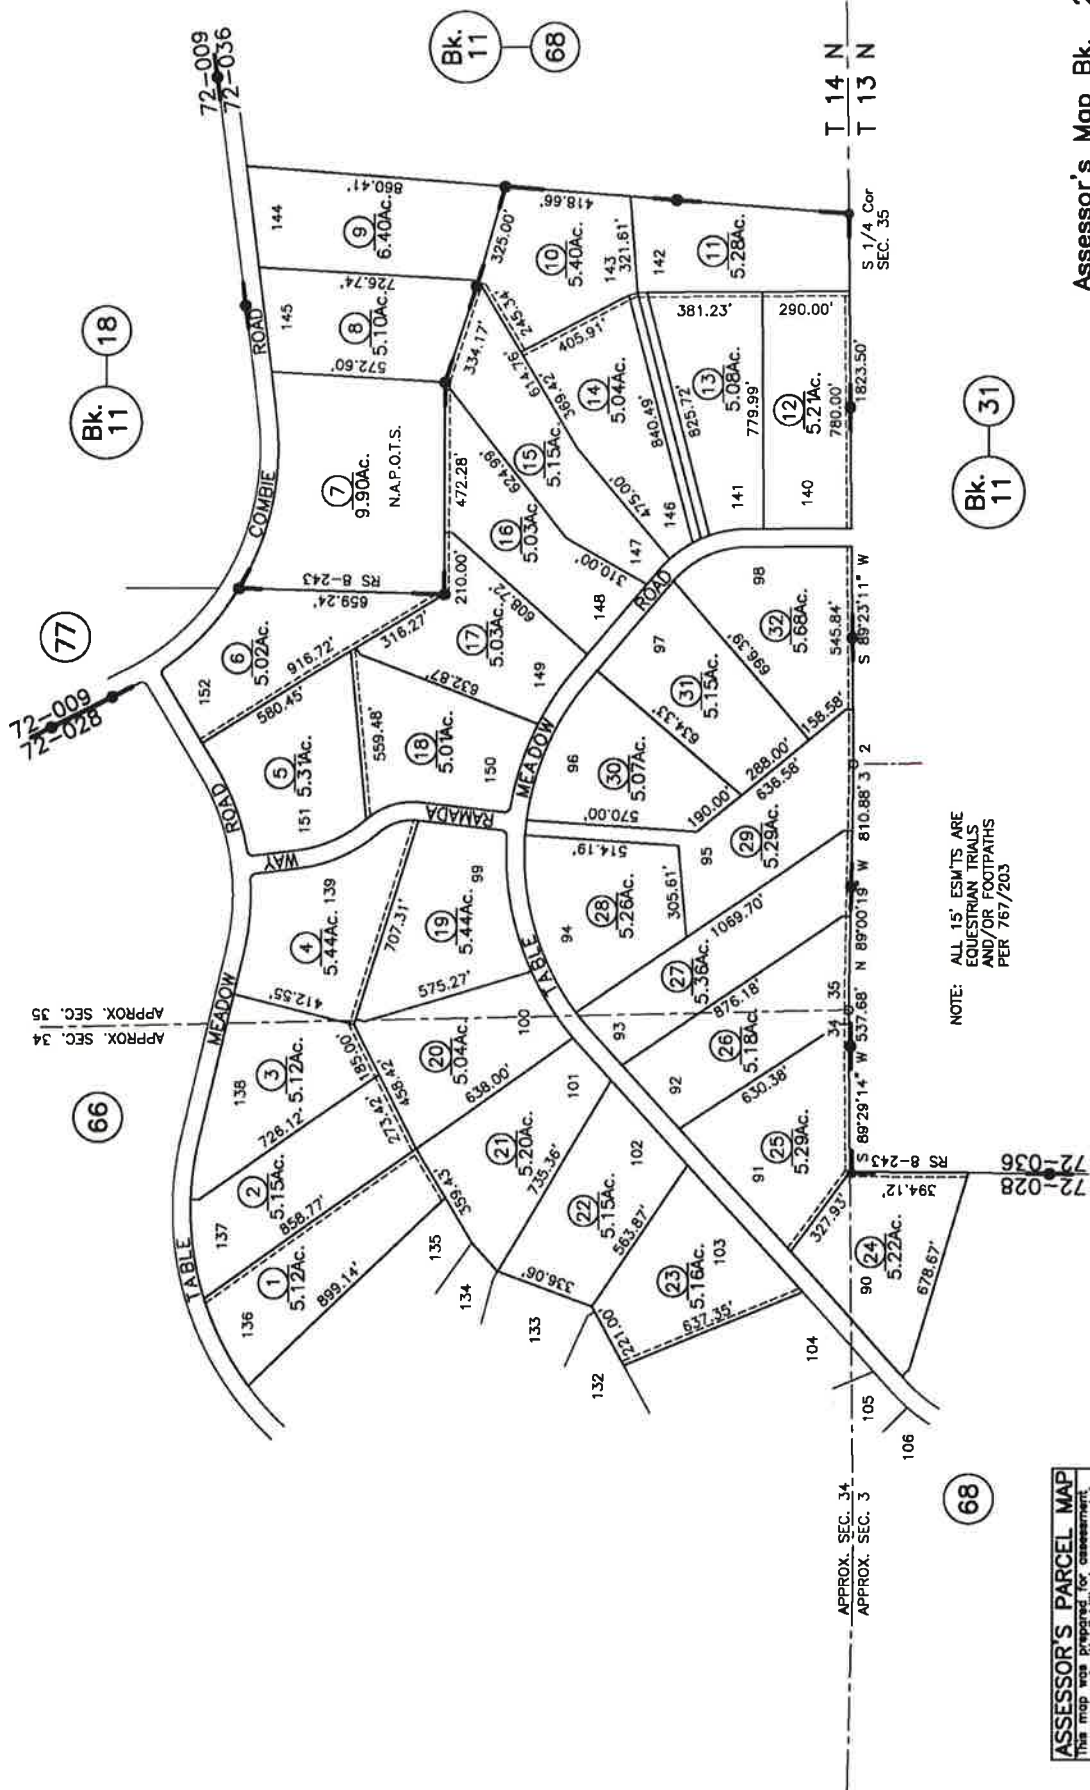 72-009
72-036
Bk.
11
68
Bk.
11
18
77
72-009
72-028
66
APPROX. SEC. 35
APPROX. SEC. 34
T 14 N
T 13 N
S 1/4 Cor
SEC. 35
COMBIE
ROAD
ROAD
MEADOW
TABLE
WAY
RAMADA
TABLE
MEADOW
ROAD
136
1
5.12Ac.
899.14'
858.77'
137
2
5.15Ac.
726.12'
138
3
5.12Ac.
185.00'
412.55'
4
5.44Ac.
139
707.31'
151
5
5.31Ac.
580.45'
559.48'
152
6
5.02Ac.
916.72'
316.27'
659.24'
RS 8-243
7
9.90Ac.
N.A.P.O.T.S.
472.28'
210.00'
145
8
5.10Ac.
572.60'
726.74'
334.17'
144
9
6.40Ac.
860.41'
325.00'
10
5.40Ac.
418.66'
143
321.61'
245.34'
142
11
5.28Ac.
12
5.21Ac.
140
780.00'
290.00'
1823.50'
13
5.08Ac.
141
779.99'
381.23'
825.72'
840.49'
14
5.04Ac.
146
405.91'
369.42'
614.76'
475.00'
15
5.15Ac.
147
624.99'
310.00'
16
5.03Ac
148
608.72'
17
5.03Ac.
149
632.87'
18
5.01Ac.
150
19
5.44Ac.
99
575.27'
20
5.04Ac.
100
458.42'
273.42'
638.00'
21
5.20Ac.
101
359.43'
735.36'
22
5.15Ac.
102
336.06'
563.87'
23
5.16Ac.
103
221.00'
637.35'
135
134
133
132
104
105
106
24
5.22Ac.
90
678.67'
394.12'
327.93'
RS 8-243
25
5.29Ac.
91
630.38'
26
5.18Ac.
92
876.18'
27
5.36Ac.
93
1069.70'
28
5.26Ac.
94
514.19'
305.61'
29
5.29Ac.
95
636.58'
288.00'
190.00'
158.58'
30
5.07Ac.
96
570.00'
634.33'
31
5.15Ac.
97
696.39'
32
5.68Ac.
98
545.84'
S 89°23'11" W
3 2
810.88'
N 89°00'19" W
34 35
537.68'
S 89°29'14" W
72-036
72-028
Bk.
11
31
NOTE: ALL 15' ESM'TS ARE
EQUESTRIAN TRIALS
AND/OR FOOTPATHS
PER 767/203
APPROX. SEC. 34
APPROX. SEC. 3
68
ASSESSOR'S PARCEL MAP
This map was prepared for assessment
Assessor's Map Bk.